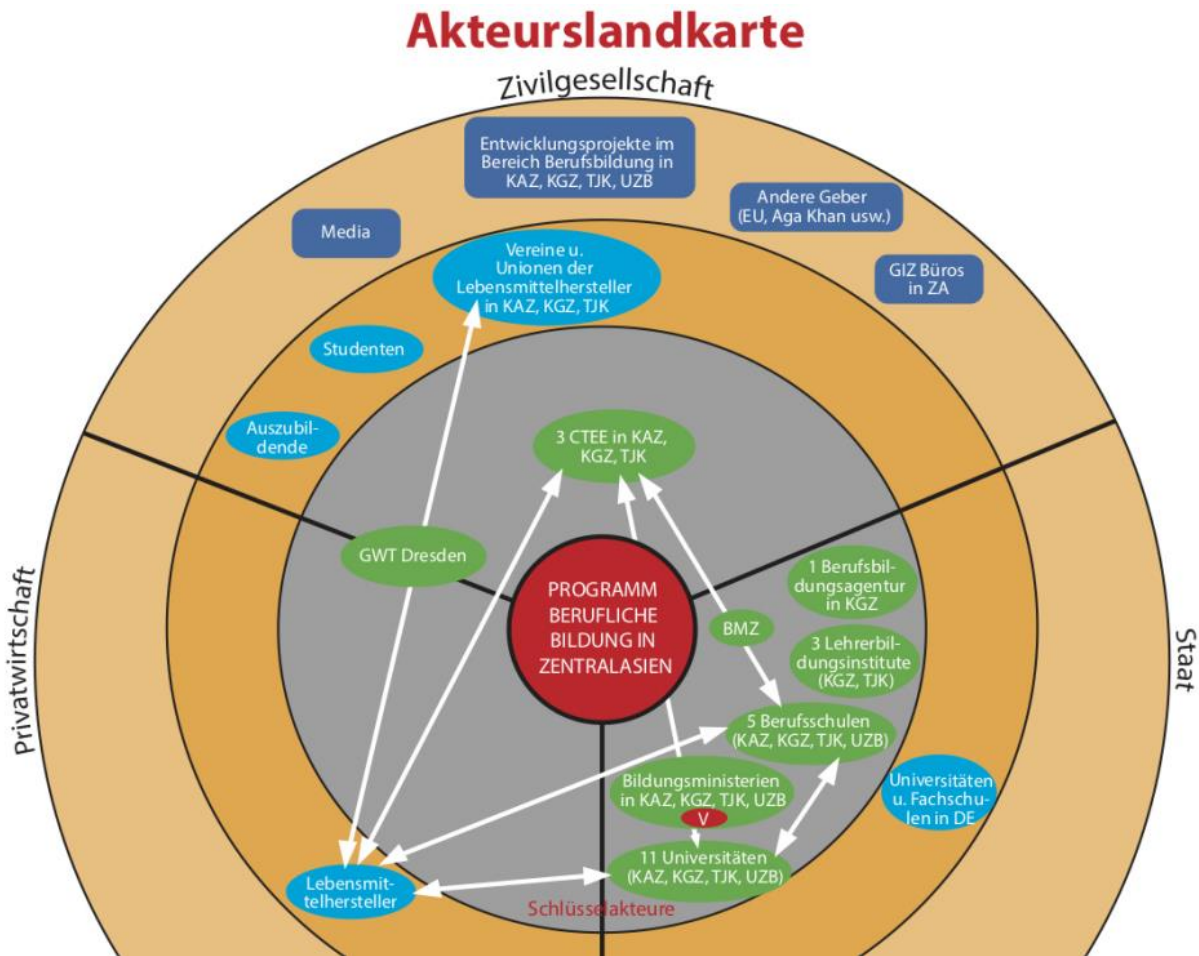 Akteurslandkarte
Zivilgesellschaft
Entwicklungsprojekte im
Bereich Berufsbildung in
KAZ, KGZ, TJK, UZB
Andere Geber
(EU, Aga Khan usw.)
Media
Vereine u.
Unionen der
Lebensmittelhersteller
in KAZ, KGZ, TJK
GIZ Büros
in ZA
Studenten
Auszubil-
dende
3 CTEE in KAZ,
KGZ, TJK
GWT Dresden
PROGRAMM
BERUFLICHE
BILDUNG IN
ZENTRALASIEN
1 Berufsbil-
dungsagentur
in KGZ
BMZ
3 Lehrerbil-
dungsinstitute
(KGZ, TJK)
Privatwirtschaft
Staat
5 Berufsschulen
(KAZ, KGZ, TJK, UZB)
Bildungsministerien
in KAZ, KGZ, TJK, UZB
V
Universitäten
u. Fachschu-
len in DE
11 Universitäten
(KAZ, KGZ, TJK, UZB)
Lebensmit-
telhersteller
Schlüsselakteure